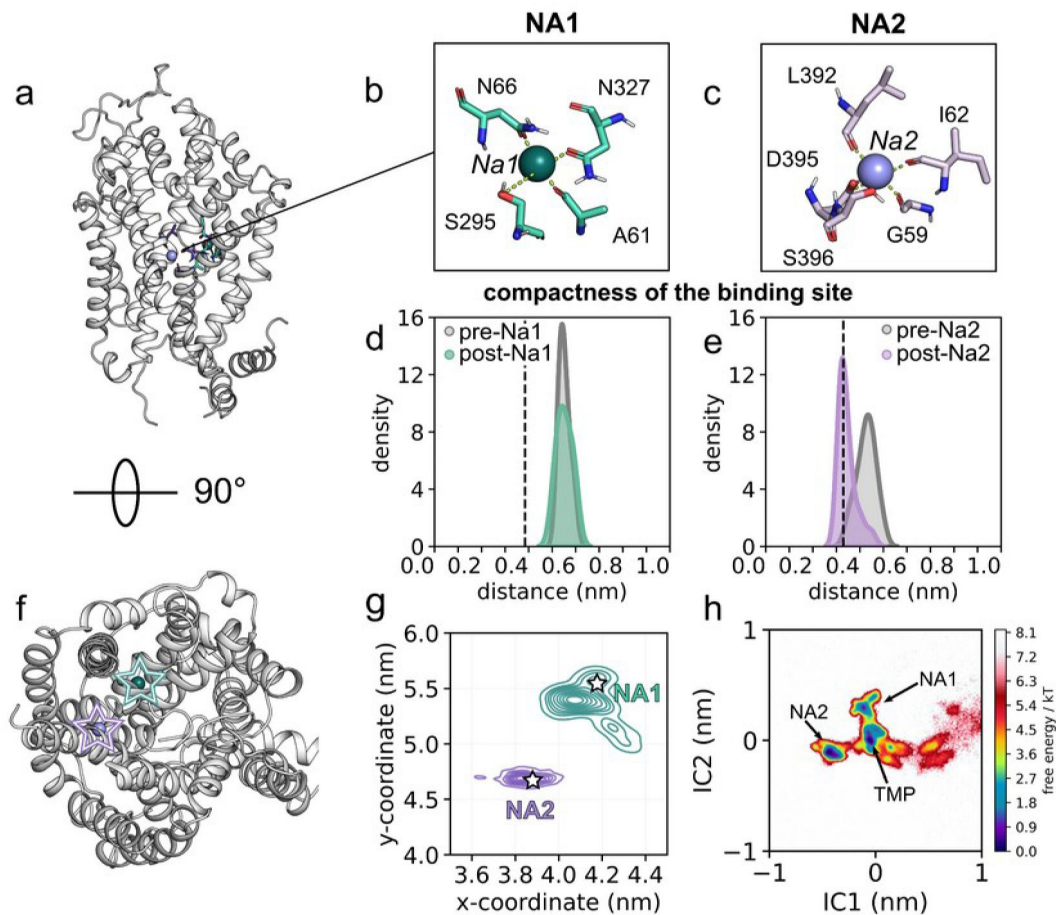 NA1
NA2
a
b
N66
N327
Na1
S295
A61
c
L392
Na2
I62
D395
G59
S396
compactness of the binding site
d
16
12
8
4
0
density
pre-Na1
post-Na1
0.0 0.2 0.4 0.6 0.8 1.0
distance (nm)
e
16
12
8
4
0
density
pre-Na2
post-Na2
0.0 0.2 0.4 0.6 0.8 1.0
distance (nm)
90°
f
g
6.0
5.5
5.0
4.5
4.0
y-coordinate (nm)
NA1
NA2
3.6 3.8 4.0 4.2 4.4
x-coordinate (nm)
h
1
0
−1
IC2 (nm)
NA1
NA2
TMP
−1 0 1
IC1 (nm)
8.1
7.2
6.3
5.4
4.5
3.6
2.7
1.8
0.9
0.0
free energy / kT